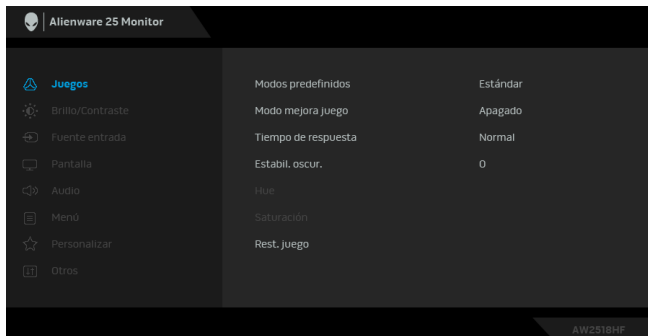 Alienware 25 Monitor
Juegos
Modos predefinidos
Estándar
Brillo/Contraste
Modo mejora juego
Apagado
Fuente entrada
Tiempo de respuesta
Normal
Pantalla
Estabil. oscur.
0
Audio
Hue
Menú
Saturación
Personalizar
Rest. juego
Otros
AW2518HF